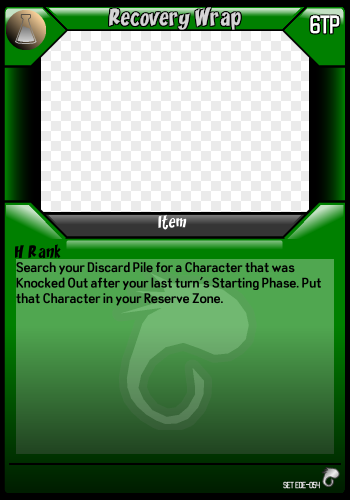 Recovery Wrap
6TP
Item
H Rank
Search your Discard Pile for a Character that was
Knocked Out after your last turn's Starting Phase. Put
that Character in your Reserve Zone.
SET EDE-054